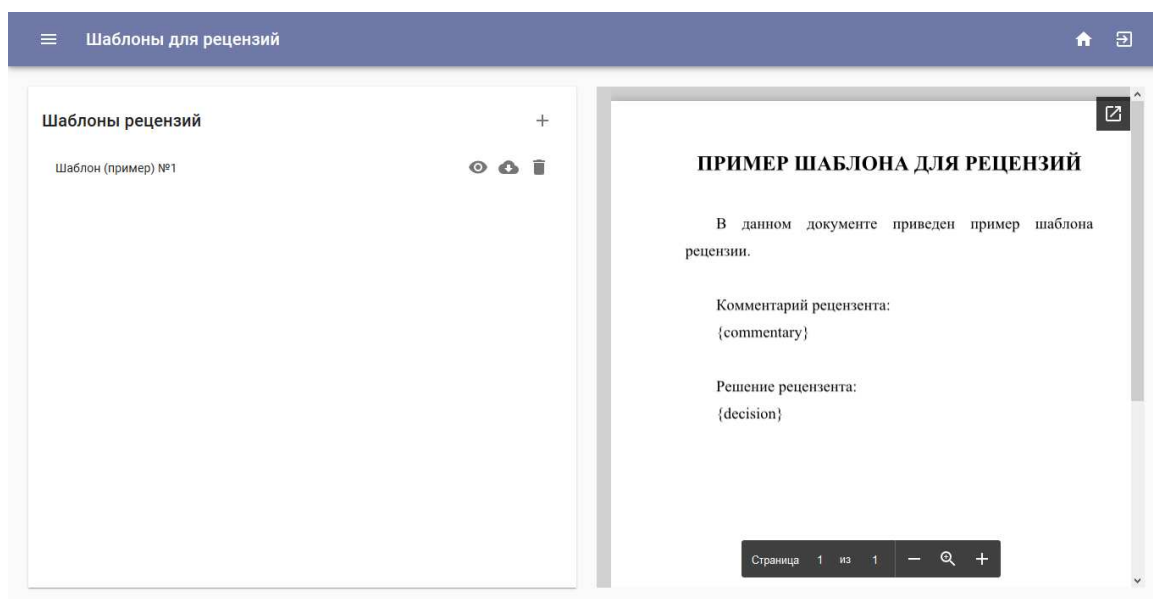 Шаблоны для рецензий
Шаблоны рецензий
Шаблон (пример) №1
ПРИМЕР ШАБЛОНА ДЛЯ РЕЦЕНЗИЙ
В данном документе приведен пример шаблона
рецензии.
Комментарий рецензента:
{commentary}
Решение рецензента:
{decision}
Страница 1 из 1